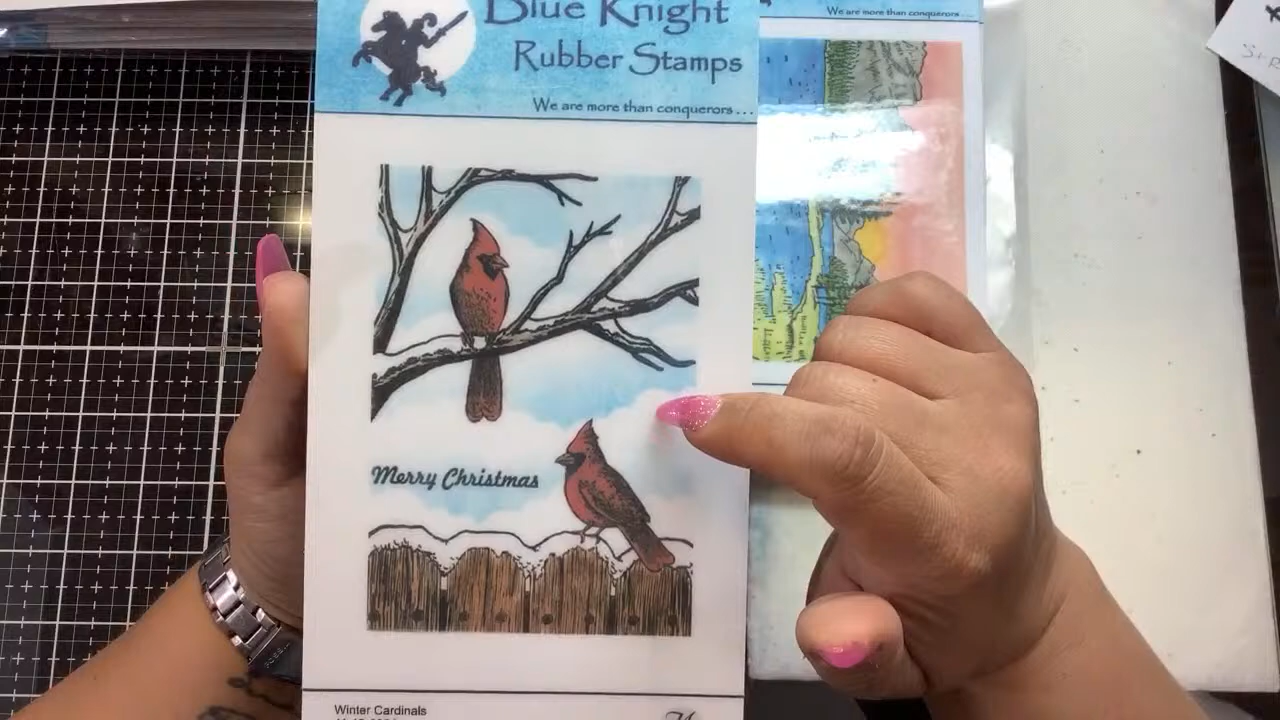 Blue Knight
Rubber Stamps
We are more than conquerors . . .
We are more than conquerors . . .
Merry Christmas
Winter Cardinals